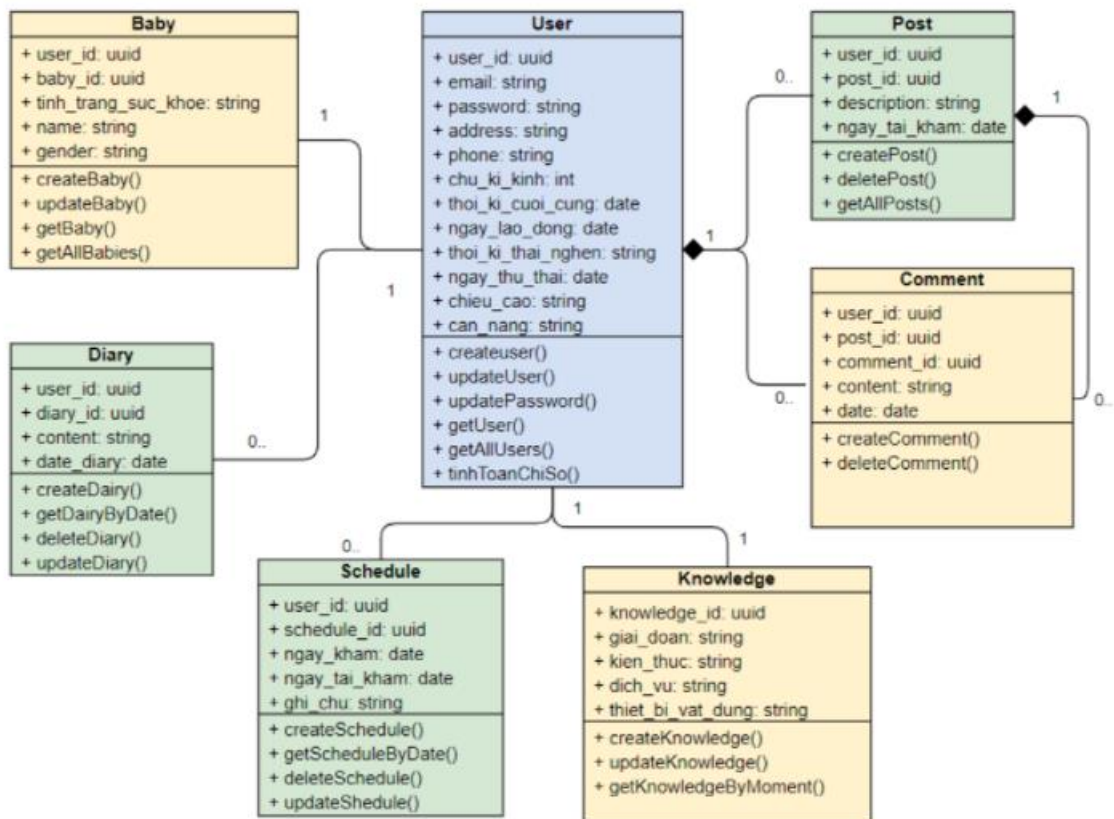 Baby
+ user_id: uuid
+ baby_id: uuid
+ tinh_trang_suc_khoe: string
+ name: string
+ gender: string
+ createBaby()
+ updateBaby()
+ getBaby()
+ getAllBabies()
1
User
+ user_id: uuid
+ email: string
+ password: string
+ address: string
+ phone: string
+ chu_ki_kinh: int
+ thoi_ki_cuoi_cung: date
+ ngay_lao_dong: date
+ thoi_ki_thai_nghen: string
+ ngay_thu_thai: date
+ chieu_cao: string
+ can_nang: string
+ createuser()
+ updateUser()
+ updatePassword()
+ getUser()
+ getAllUsers()
+ tinhToanChiSo()
1
1
0..
Post
+ user_id: uuid
+ post_id: uuid
+ description: string
+ ngay_tai_kham: date
+ createPost()
+ deletePost()
+ getAllPosts()
1
Comment
+ user_id: uuid
+ post_id: uuid
+ comment_id: uuid
+ content: string
+ date: date
+ createComment()
+ deleteComment()
0..
0..
Diary
+ user_id: uuid
+ diary_id: uuid
+ content: string
+ date_diary: date
+ createDairy()
+ getDairyByDate()
+ deleteDiary()
+ updateDiary()
0..
1
0..
1
Schedule
+ user_id: uuid
+ schedule_id: uuid
+ ngay_kham: date
+ ngay_tai_kham: date
+ ghi_chu: string
+ createSchedule()
+ getScheduleByDate()
+ deleteSchedule()
+ updateShedule()
Knowledge
+ knowledge_id: uuid
+ giai_doan: string
+ kien_thuc: string
+ dich_vu: string
+ thiet_bi_vat_dung: string
+ createKnowledge()
+ updateKnowledge()
+ getKnowledgeByMoment()